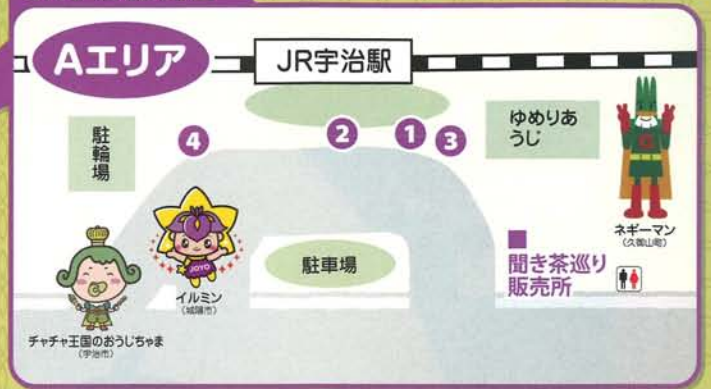 Aエリア
JR宇治駅
駐輪場
4
2
1
3
ゆめりあ
うじ
ネギーマン
(久御山町)
聞き茶巡り
販売所
駐車場
JOYO
イルミン
(城陽市)
チャチャ王国のおうじちゃま
(宇治市)